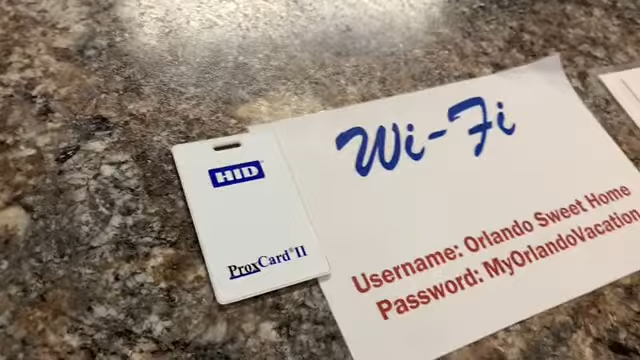 HID
ProxCard® II
Wi-Fi
Username: Orlando Sweet Home
Password: MyOrlandoVacation